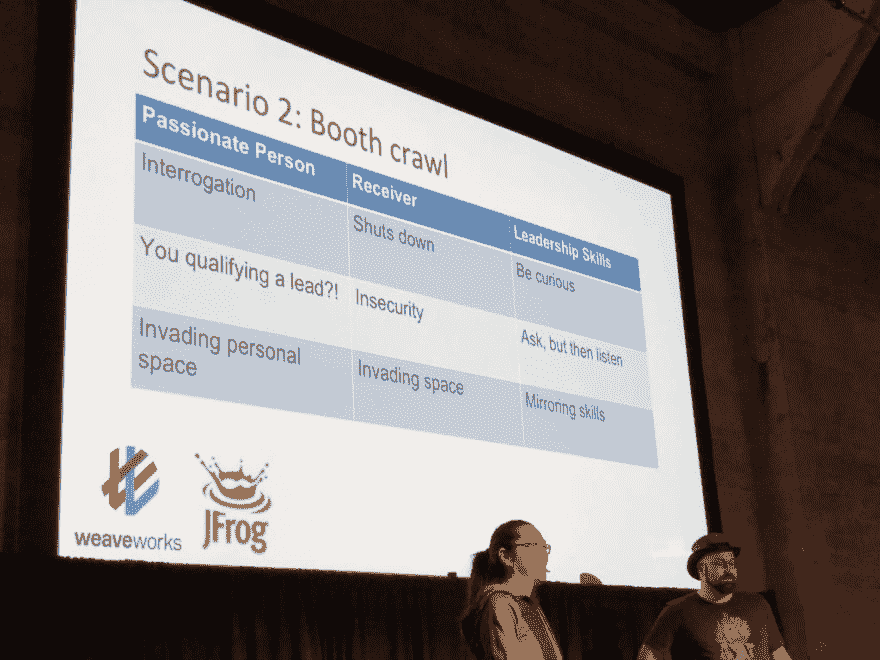 Scenario 2: Booth crawl
Passionate Person
Receiver
Leadership Skills
Interrogation
Shuts down
Be curious
You qualifying a lead?!
Insecurity
Ask, but then listen
Invading personal
space
Invading space
Mirroring skills
weaveworks
JFrog